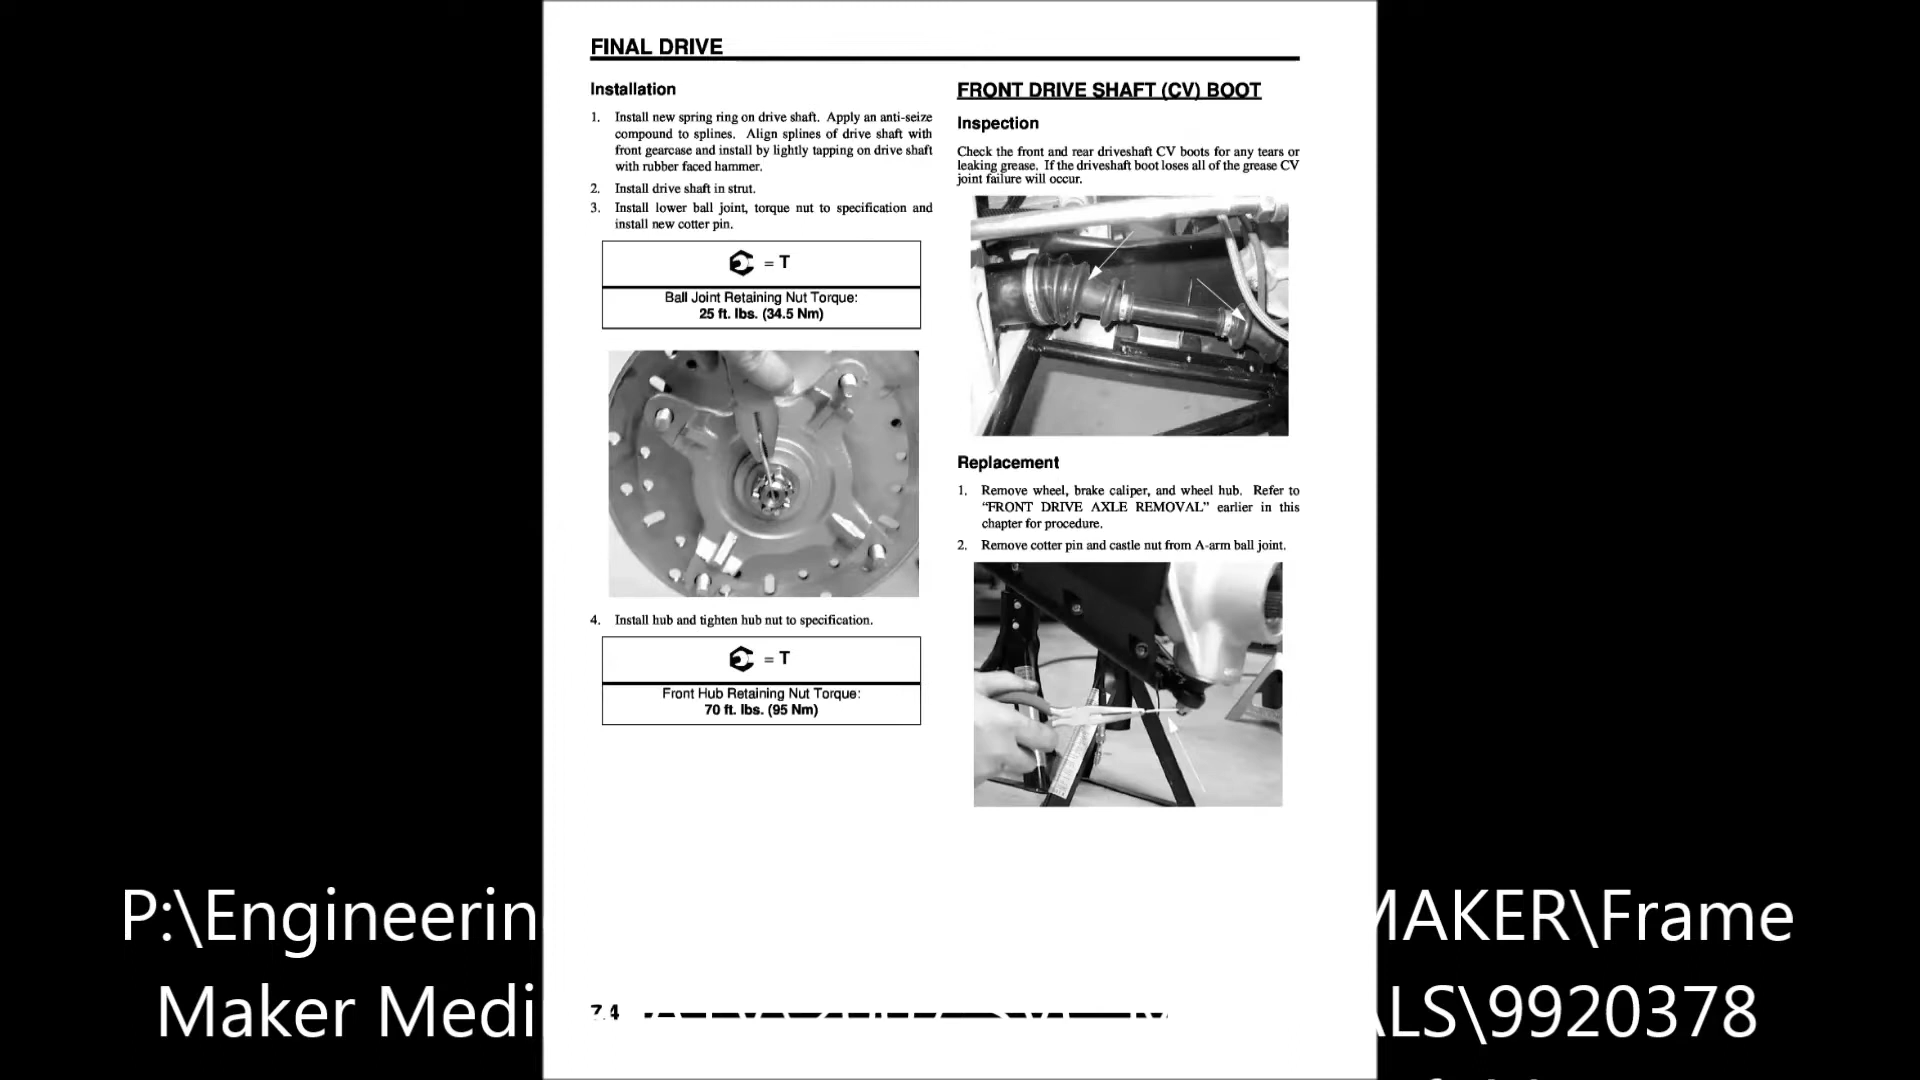 FINAL DRIVE
Installation
1. Install new spring ring on drive shaft. Apply an anti-seize
compound to splines. Align splines of drive shaft with
front gearcase and install by lightly tapping on drive shaft
with rubber faced hammer.
2. Install drive shaft in strut.
3. Install lower ball joint, torque nut to specification and
install new cotter pin.
= T
Ball Joint Retaining Nut Torque:
25 ft. lbs. (34.5 Nm)
4. Install hub and tighten hub nut to specification.
= T
Front Hub Retaining Nut Torque:
70 ft. lbs. (95 Nm)
FRONT DRIVE SHAFT (CV) BOOT
Inspection
Check the front and rear driveshaft CV boots for any tears or
leaking grease. If the driveshaft boot loses all of the grease CV
joint failure will occur.
Replacement
1. Remove wheel, brake caliper, and wheel hub. Refer to
“FRONT DRIVE AXLE REMOVAL” earlier in this
chapter for procedure.
2. Remove cotter pin and castle nut from A-arm ball joint.
7.4
P:\Engineerin MAKER\Frame
Maker Medi ALS\9920378